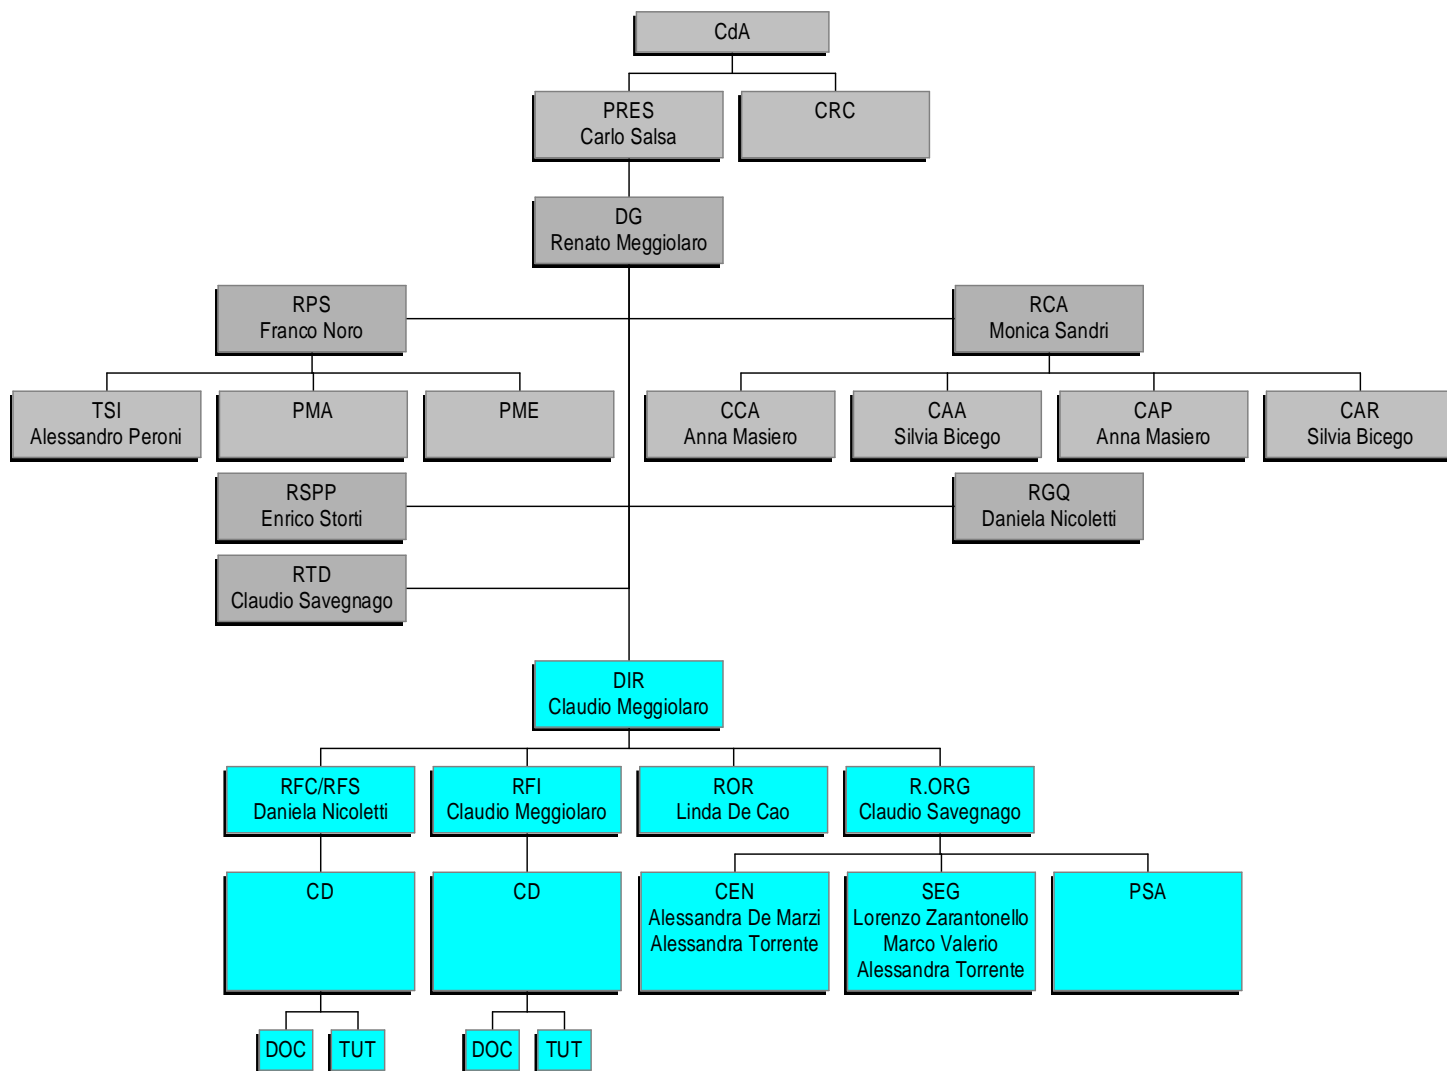 CdA
PRES
Carlo Salsa
CRC
DG
Renato Meggiolaro
RPS
Franco Noro
RCA
Monica Sandri
TSI
Alessandro Peroni
PMA
PME
CCA
Anna Masiero
CAA
Silvia Bicego
CAP
Anna Masiero
CAR
Silvia Bicego
RSPP
Enrico Storti
RGQ
Daniela Nicoletti
RTD
Claudio Savegnago
DIR
Claudio Meggiolaro
RFC/RFS
Daniela Nicoletti
RFI
Claudio Meggiolaro
ROR
Linda De Cao
R.ORG
Claudio Savegnago
CD
CD
CEN
Alessandra De Marzi
Alessandra Torrente
SEG
Lorenzo Zarantonello
Marco Valerio
Alessandra Torrente
PSA
DOC
TUT
DOC
TUT